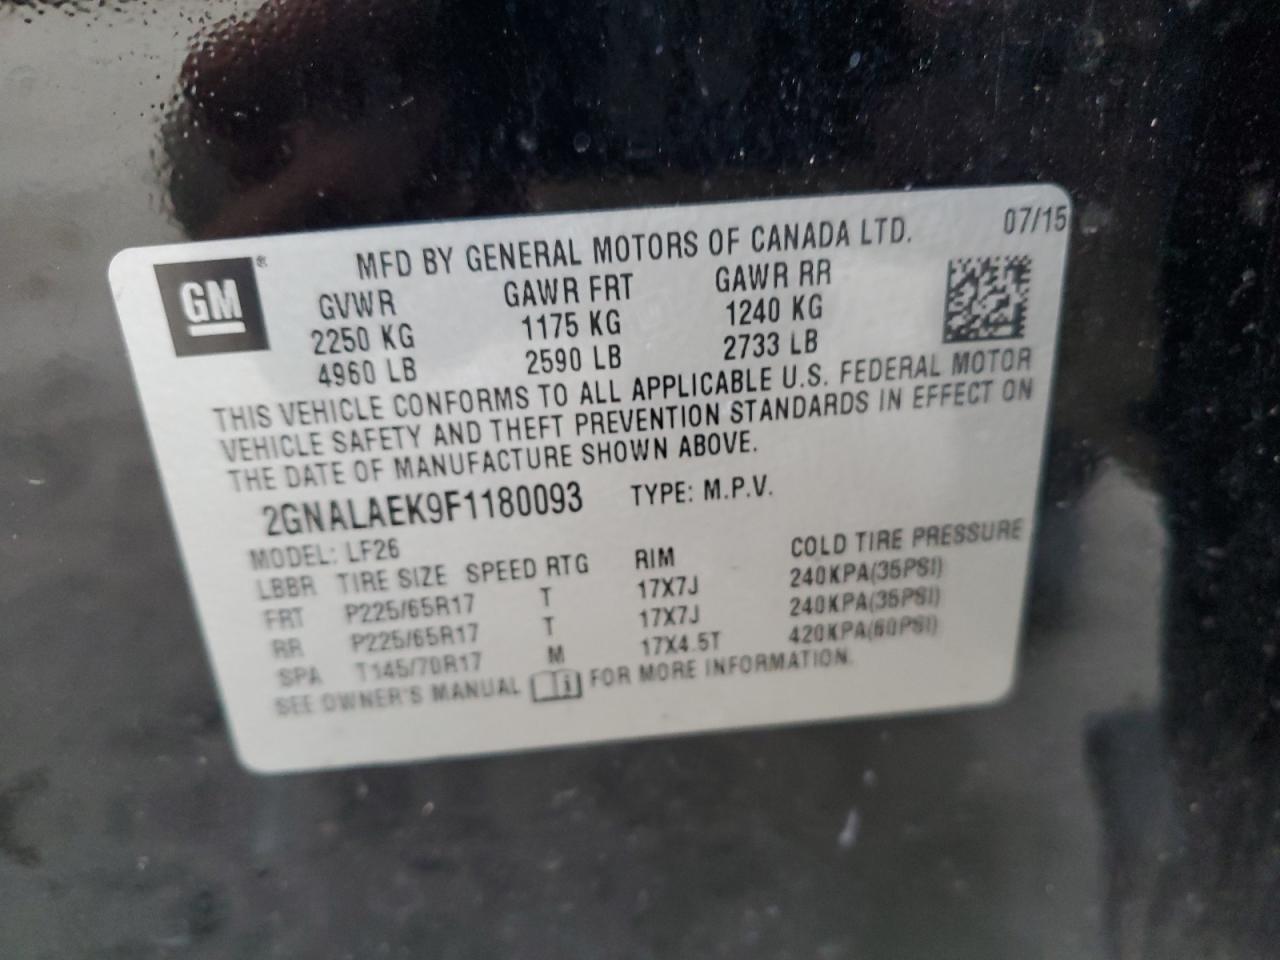 07/15
GM®
MFD BY GENERAL MOTORS OF CANADA LTD.
GVWR GAWR FRT GAWR RR
2250 KG 1175 KG 1240 KG
4960 LB 2590 LB 2733 LB
THIS VEHICLE CONFORMS TO ALL APPLICABLE U.S. FEDERAL MOTOR
VEHICLE SAFETY AND THEFT PREVENTION STANDARDS IN EFFECT ON
THE DATE OF MANUFACTURE SHOWN ABOVE.
2GNALAEK9F1180093 TYPE: M.P.V.
MODEL: LF26
LBBR TIRE SIZE SPEED RTG RIM COLD TIRE PRESSURE
FRT P225/65R17 T 17X7J 240KPA(35PSI)
RR P225/65R17 T 17X7J 240KPA(35PSI)
SPA T145/70R17 M 17X4.5T 420KPA(60PSI)
SEE OWNER'S MANUAL FOR MORE INFORMATION.